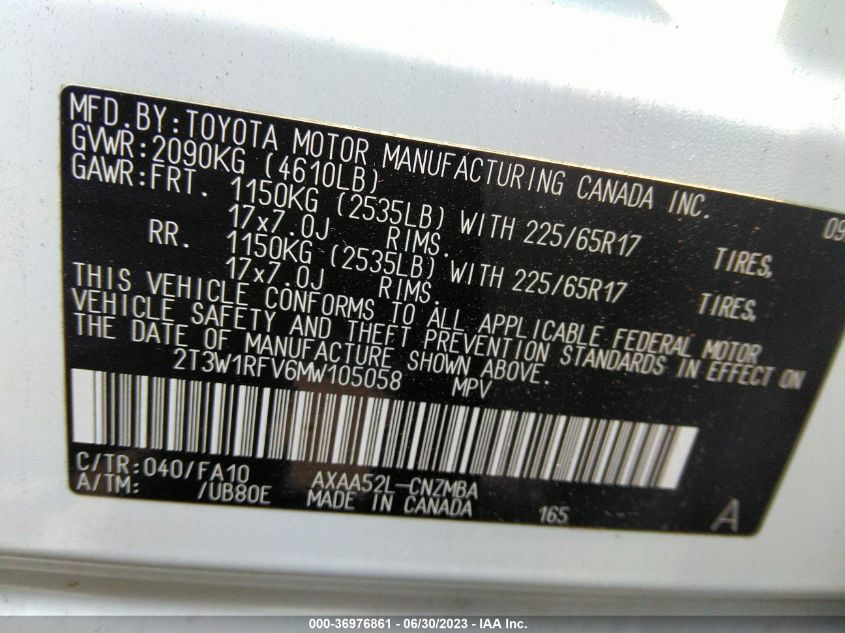 MFD.BY:TOYOTA MOTOR MANUFACTURING CANADA INC.
GVWR:2090KG (4610LB) 09
GAWR:FRT. 1150KG (2535LB) WITH 225/65R17 TIRES,
17x7.0J RIMS.
RR. 1150KG (2535LB) WITH 225/65R17 TIRES,
17x7.0J RIMS.
THIS VEHICLE CONFORMS TO ALL APPLICABLE FEDERAL MOTOR
VEHICLE SAFETY AND THEFT PREVENTION STANDARDS IN EFFECT ON
THE DATE OF MANUFACTURE SHOWN ABOVE.
2T3W1RFV6MW105058 MPV
C/TR:040/FA10 AXAA52L-CNZMBA
A/TM: /UB80E MADE IN CANADA 165 A
000-36976861 - 06/30/2023 - IAA Inc.